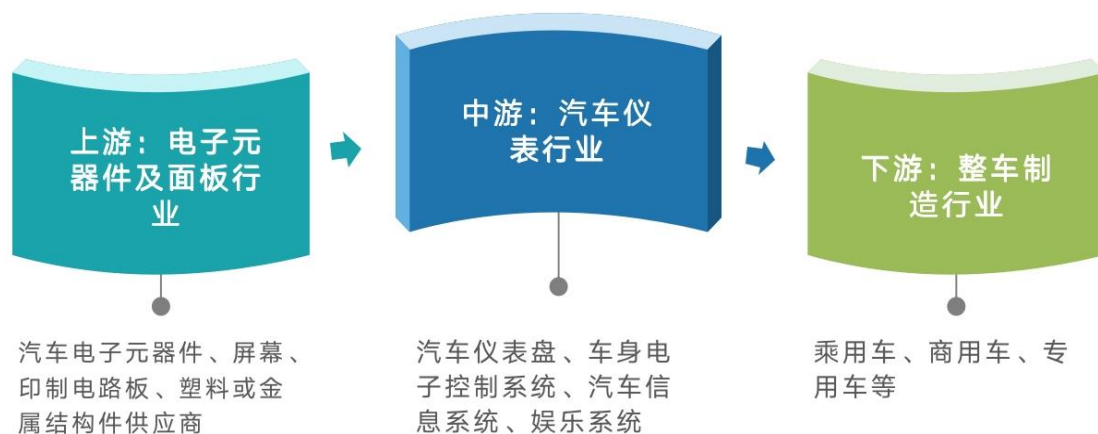 上游：电子元
器件及面板行
业
中游：汽车仪
表行业
下游：整车制
造行业
汽车电子元器件、屏幕、
印制电路板、塑料或金
属结构件供应商
汽车仪表盘、车身电
子控制系统、汽车信
息系统、娱乐系统
乘用车、商用车、专
用车等